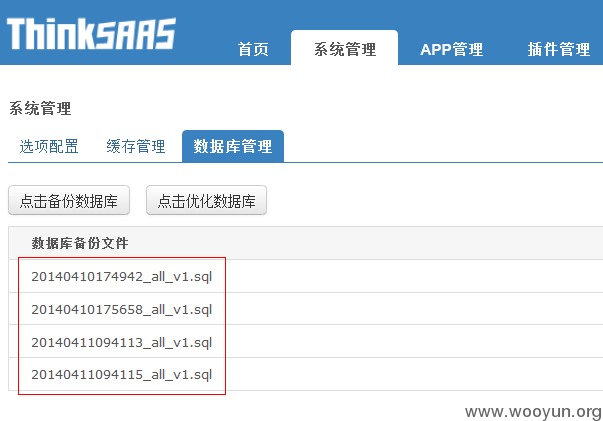 ThinkSAAS
首页 系统管理 APP管理 插件管理
系统管理
选项配置 缓存管理 数据库管理
点击备份数据库 点击优化数据库
数据库备份文件
20140410174942_all_v1.sql
20140410175658_all_v1.sql
20140411094113_all_v1.sql
20140411094115_all_v1.sql
www.wooyun.org